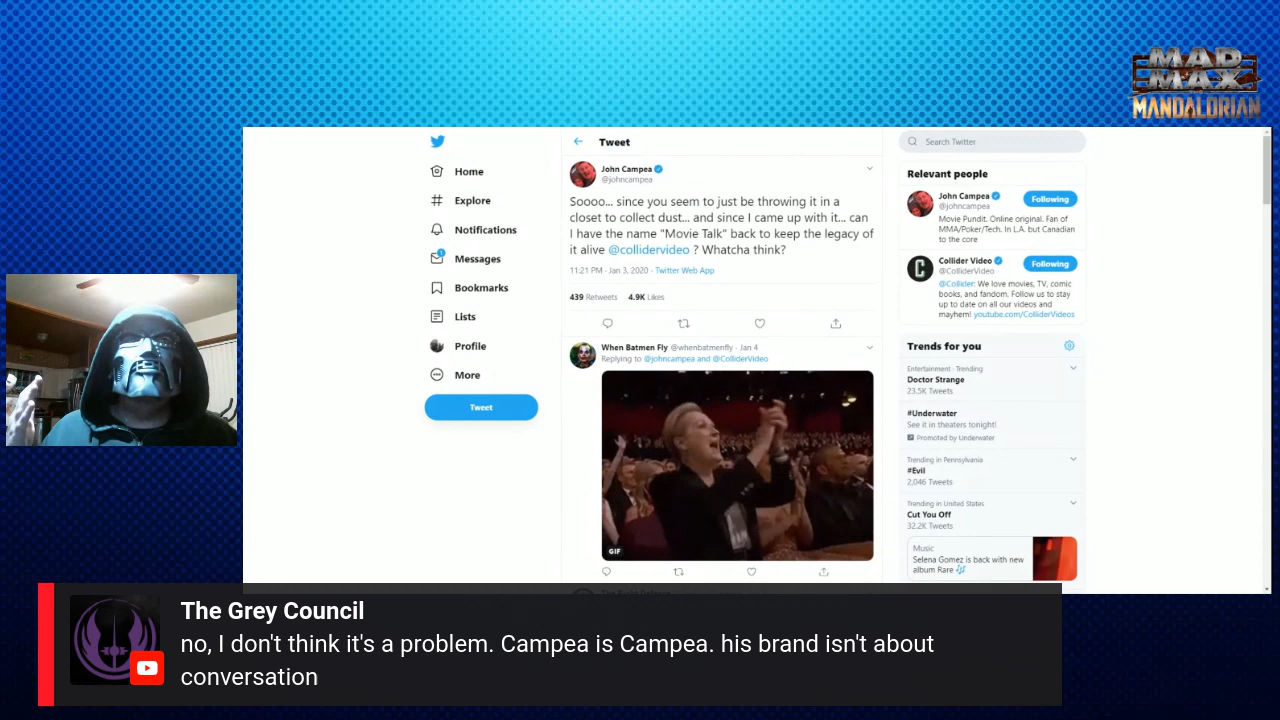 MAD
MAX
MANDALORIAN
Home
Explore
Notifications
1
Messages
Bookmarks
Lists
Profile
More
Tweet
Tweet
John Campea
@johncampea
Soooo... since you seem to just be throwing it in a
closet to collect dust... and since I came up with it... can
I have the name "Movie Talk" back to keep the legacy of
it alive @collidervideo ? Whatcha think?
11:21 PM · Jan 3, 2020 · Twitter Web App
439 Retweets 4.9K Likes
When Batmen Fly @whenbatmenfly · Jan 4
Replying to @johncampea and @ColliderVideo
GIF
Search Twitter
Relevant people
John Campea
@johncampea
Following
Movie Pundit. Online original. Fan of
MMA/Poker/Tech. In L.A. but Canadian
to the core
Collider Video
@ColliderVideo
Following
@Collider: We love movies, TV, comic
books, and fandom. Follow us to stay
up to date on all our videos and
mayhem! youtube.com/ColliderVideos
Trends for you
Entertainment · Trending
Doctor Strange
23.5K Tweets
#Underwater
See it in theaters tonight!
Promoted by Underwater
Trending in Pennsylvania
#Evil
2,046 Tweets
Trending in United States
Cut You Off
32.2K Tweets
Music
Selena Gomez is back with new
album Rare
The Grey Council
no, I don't think it's a problem. Campea is Campea. his brand isn't about
conversation